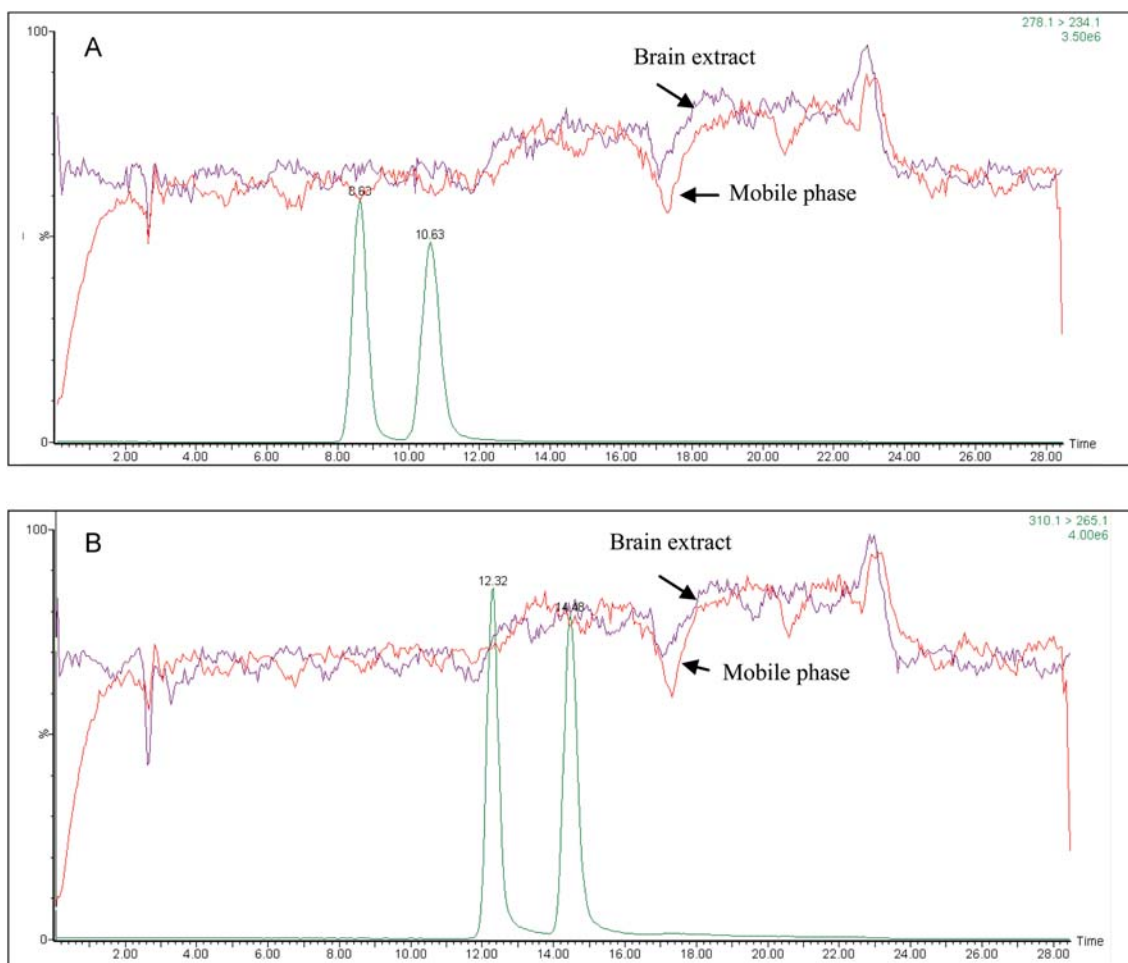 A
278.1 > 234.1
3.50e6
100
Brain extract
Mobile phase
8.63
10.63
%
0
Time
2.00 4.00 6.00 8.00 10.00 12.00 14.00 16.00 18.00 20.00 22.00 24.00 26.00 28.00
B
310.1 > 265.1
4.00e6
100
Brain extract
12.32
14.48
Mobile phase
%
0
Time
2.00 4.00 6.00 8.00 10.00 12.00 14.00 16.00 18.00 20.00 22.00 24.00 26.00 28.00